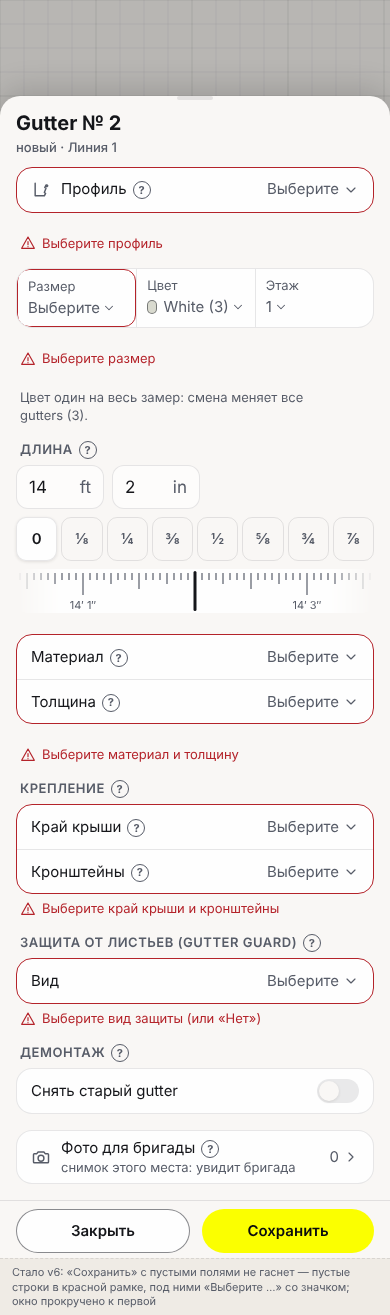 Gutter № 2
новый · Линия 1
Профиль ? Выберите
Выберите профиль
Размер Цвет Этаж
Выберите White (3) 1
Выберите размер
Цвет один на весь замер: смена меняет все
gutters (3).
ДЛИНА ?
14 ft 2 in
0 ⅛ ¼ ⅜ ½ ⅝ ¾ ⅞
14′ 1″ 14′ 3″
Материал ? Выберите
Толщина ? Выберите
Выберите материал и толщину
КРЕПЛЕНИЕ ?
Край крыши ? Выберите
Кронштейны ? Выберите
Выберите край крыши и кронштейны
ЗАЩИТА ОТ ЛИСТЬЕВ (GUTTER GUARD) ?
Вид Выберите
Выберите вид защиты (или «Нет»)
ДЕМОНТАЖ ?
Снять старый gutter
Фото для бригады ? 0
снимок этого места: увидит бригада
Закрыть Сохранить
Стало v6: «Сохранить» с пустыми полями не гаснет — пустые
строки в красной рамке, под ними «Выберите …» со значком;
окно прокручено к первой